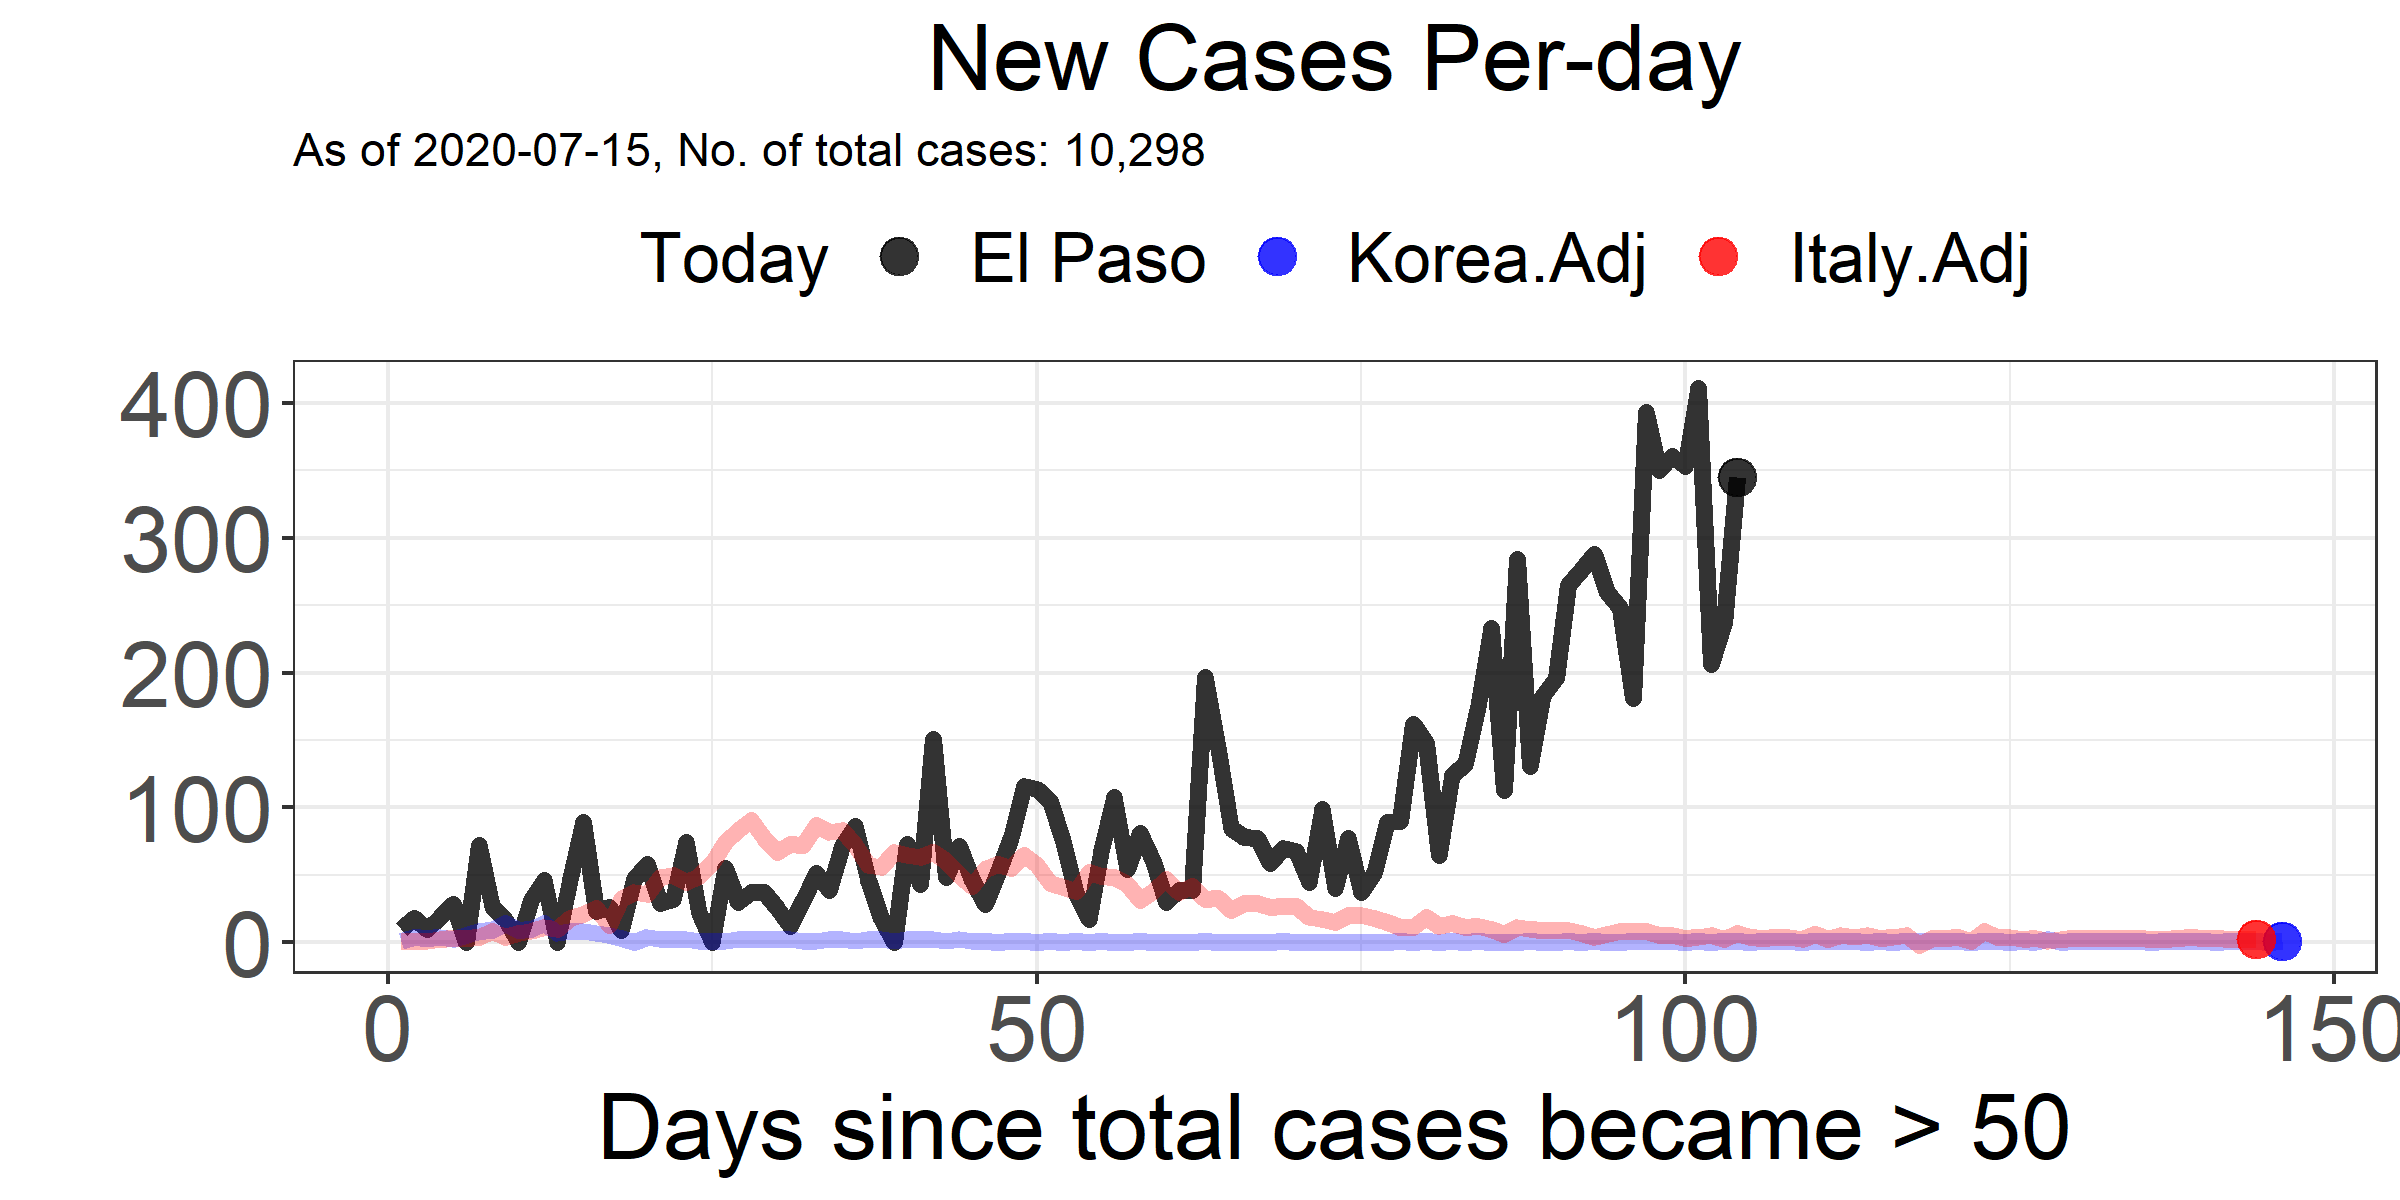 New Cases Per-day
As of 2020-07-15, No. of total cases: 10,298
Today El Paso Korea.Adj Italy.Adj
400
300
200
100
0
0 50 100 150
Days since total cases became > 50